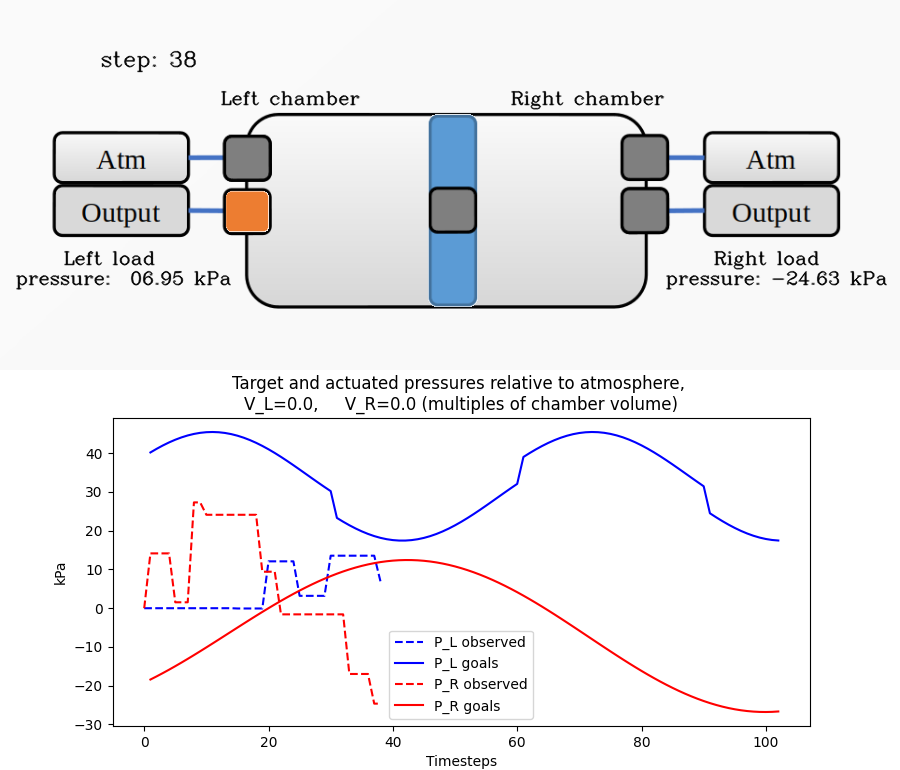 step: 38
Left chamber
Right chamber
Atm
Atm
Output
Output
Left load
pressure: 06.95 kPa
Right load
pressure: −24.63 kPa
Target and actuated pressures relative to atmosphere,
V_L=0.0, V_R=0.0 (multiples of chamber volume)
40
30
20
10
0
−10
−20
−30
kPa
P_L observed
P_L goals
P_R observed
P_R goals
0 20 40 60 80 100
Timesteps